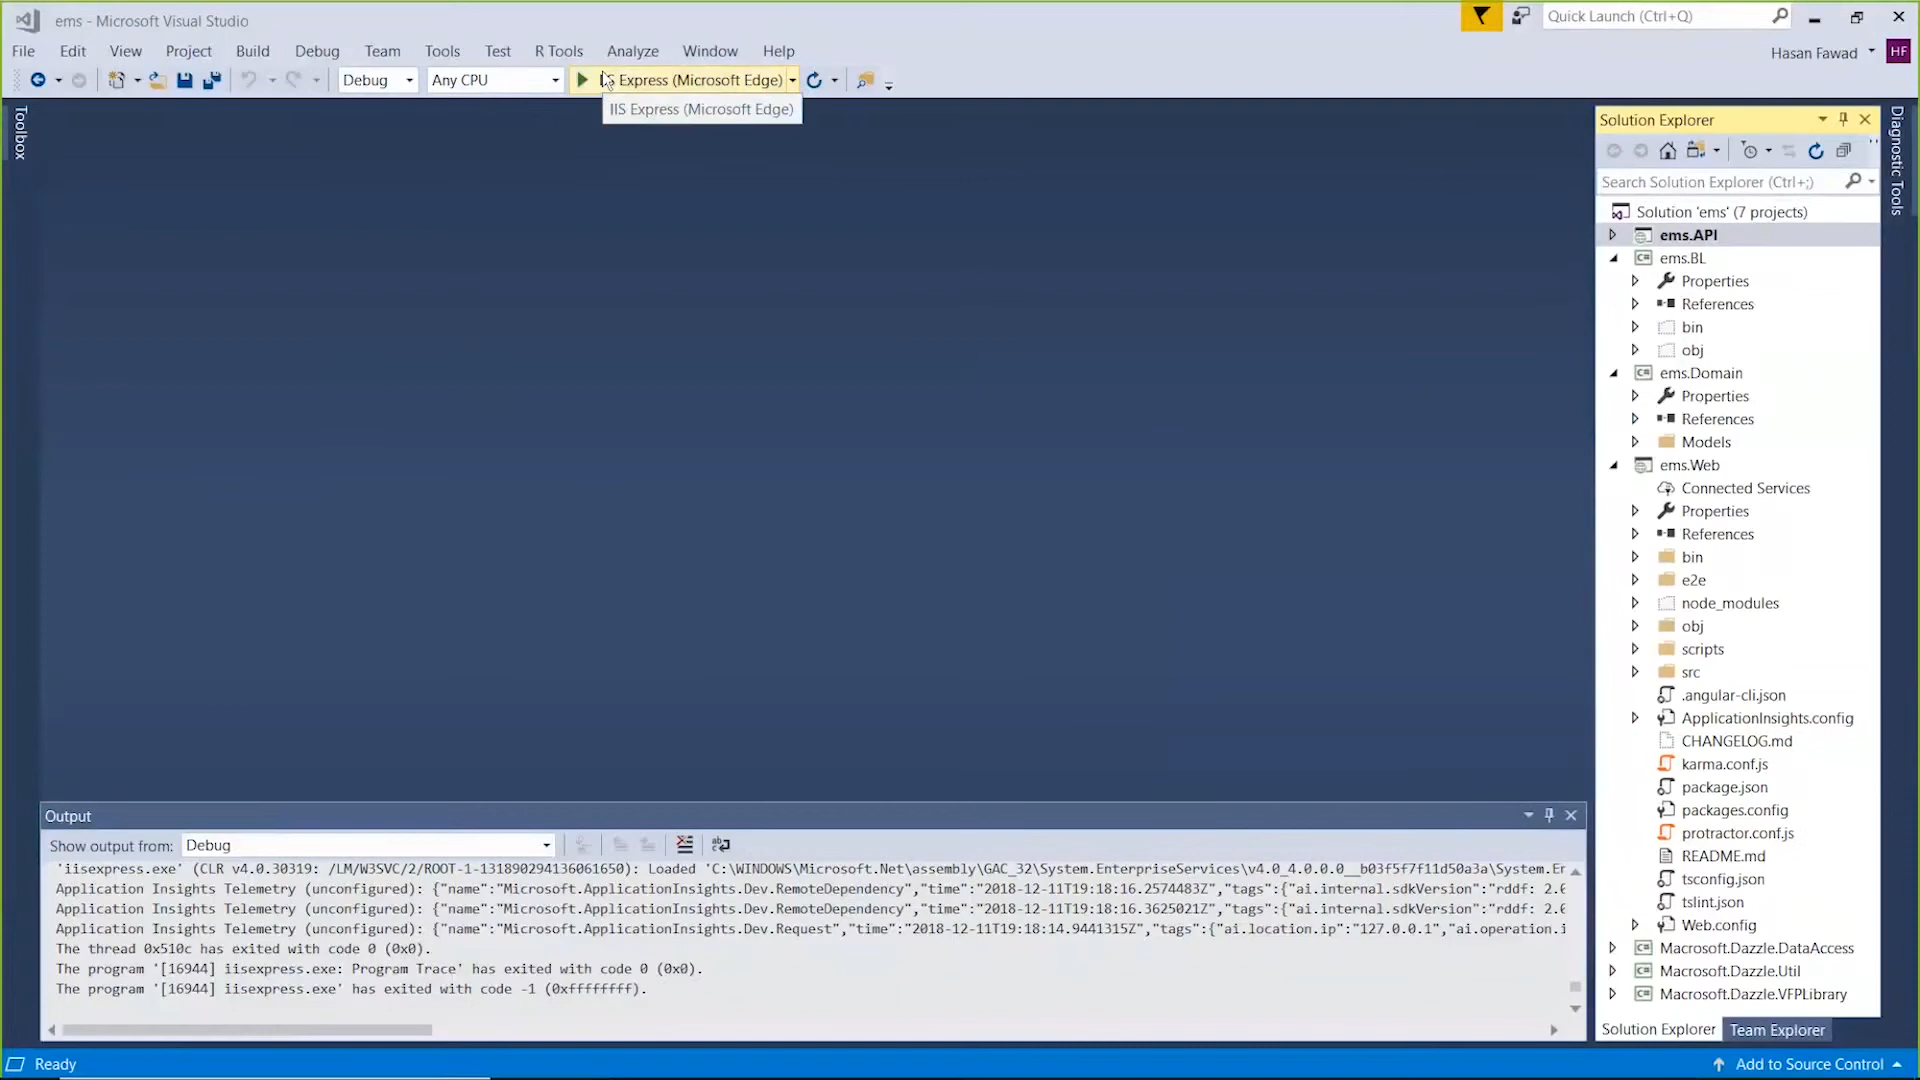 ems - Microsoft Visual Studio
Quick Launch (Ctrl+Q)
File Edit View Project Build Debug Team Tools Test R Tools Analyze Window Help
Hasan Fawad HF
Debug Any CPU IIS Express (Microsoft Edge)
IIS Express (Microsoft Edge)
Toolbox
Diagnostic Tools
Solution Explorer
Search Solution Explorer (Ctrl+;)
Solution 'ems' (7 projects)
ems.API
ems.BL
Properties
References
bin
obj
ems.Domain
Properties
References
Models
ems.Web
Connected Services
Properties
References
bin
e2e
node_modules
obj
scripts
src
.angular-cli.json
ApplicationInsights.config
CHANGELOG.md
karma.conf.js
package.json
packages.config
protractor.conf.js
README.md
tsconfig.json
tslint.json
Web.config
Macrosoft.Dazzle.DataAccess
Macrosoft.Dazzle.Util
Macrosoft.Dazzle.VFPLibrary
Solution Explorer Team Explorer
Output
Show output from: Debug
'iisexpress.exe' (CLR v4.0.30319: /LM/W3SVC/2/ROOT-1-131890294136061650): Loaded 'C:\WINDOWS\Microsoft.Net\assembly\GAC_32\System.EnterpriseServices\v4.0_4.0.0.0__b03f5f7f11d50a3a\System.Er
Application Insights Telemetry (unconfigured): {"name":"Microsoft.ApplicationInsights.Dev.RemoteDependency","time":"2018-12-11T19:18:16.2574483Z","tags":{"ai.internal.sdkVersion":"rddf: 2.0
Application Insights Telemetry (unconfigured): {"name":"Microsoft.ApplicationInsights.Dev.RemoteDependency","time":"2018-12-11T19:18:16.3625021Z","tags":{"ai.internal.sdkVersion":"rddf: 2.0
Application Insights Telemetry (unconfigured): {"name":"Microsoft.ApplicationInsights.Dev.Request","time":"2018-12-11T19:18:14.9441315Z","tags":{"ai.location.ip":"127.0.0.1","ai.operation.i
The thread 0x510c has exited with code 0 (0x0).
The program '[16944] iisexpress.exe: Program Trace' has exited with code 0 (0x0).
The program '[16944] iisexpress.exe' has exited with code -1 (0xffffffff).
Ready
Add to Source Control